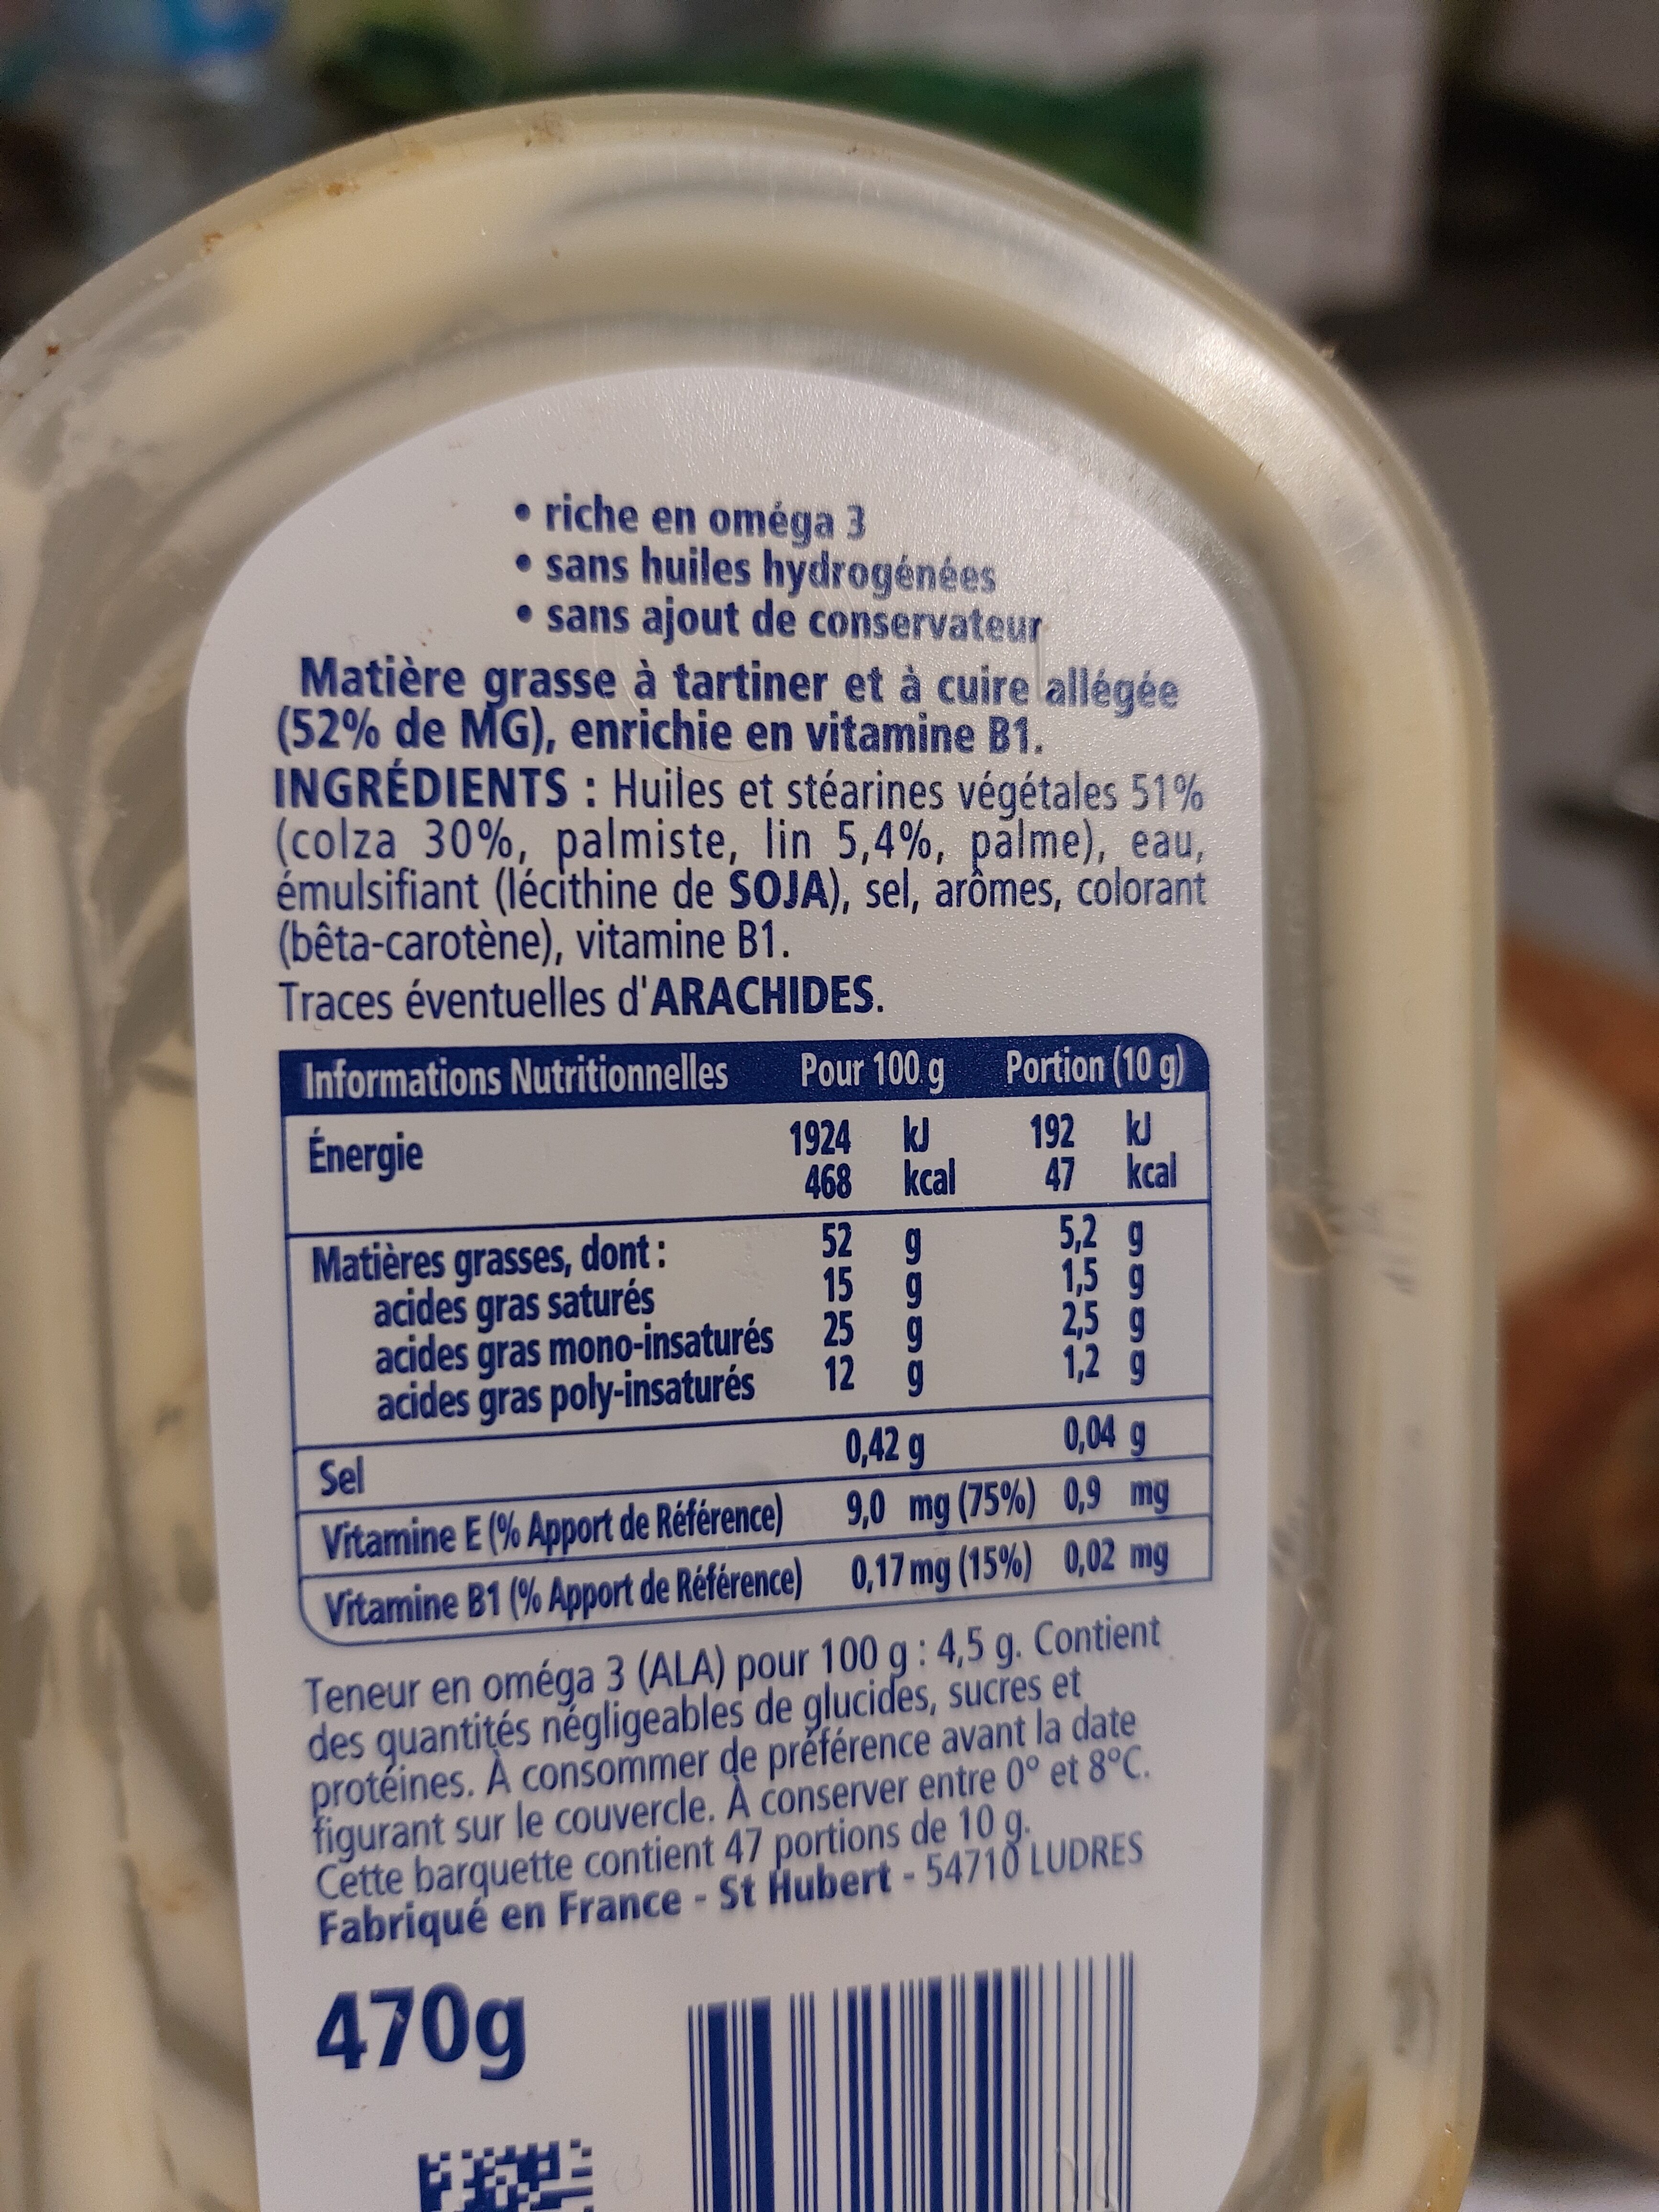 • riche en oméga 3
• sans huiles hydrogénées
• sans ajout de conservateur
Matière grasse à tartiner et à cuire allégée
(52% de MG), enrichie en vitamine B1.
INGRÉDIENTS : Huiles et stéarines végétales 51%
(colza 30%, palmiste, lin 5,4%, palme), eau,
émulsifiant (lécithine de SOJA), sel, arômes, colorant
(bêta-carotène), vitamine B1.
Traces éventuelles d'ARACHIDES.
Informations Nutritionnelles Pour 100 g Portion (10 g)
Énergie 1924 kJ 192 kJ
468 kcal 47 kcal
Matières grasses, dont : 52 g 5,2 g
acides gras saturés 15 g 1,5 g
acides gras mono-insaturés 25 g 2,5 g
acides gras poly-insaturés 12 g 1,2 g
Sel 0,42 g 0,04 g
Vitamine E (% Apport de Référence) 9,0 mg (75%) 0,9 mg
Vitamine B1 (% Apport de Référence) 0,17 mg (15%) 0,02 mg
Teneur en oméga 3 (ALA) pour 100 g : 4,5 g. Contient
des quantités négligeables de glucides, sucres et
protéines. À consommer de préférence avant la date
figurant sur le couvercle. À conserver entre 0° et 8°C.
Cette barquette contient 47 portions de 10 g.
Fabriqué en France - St Hubert - 54710 LUDRES
470g